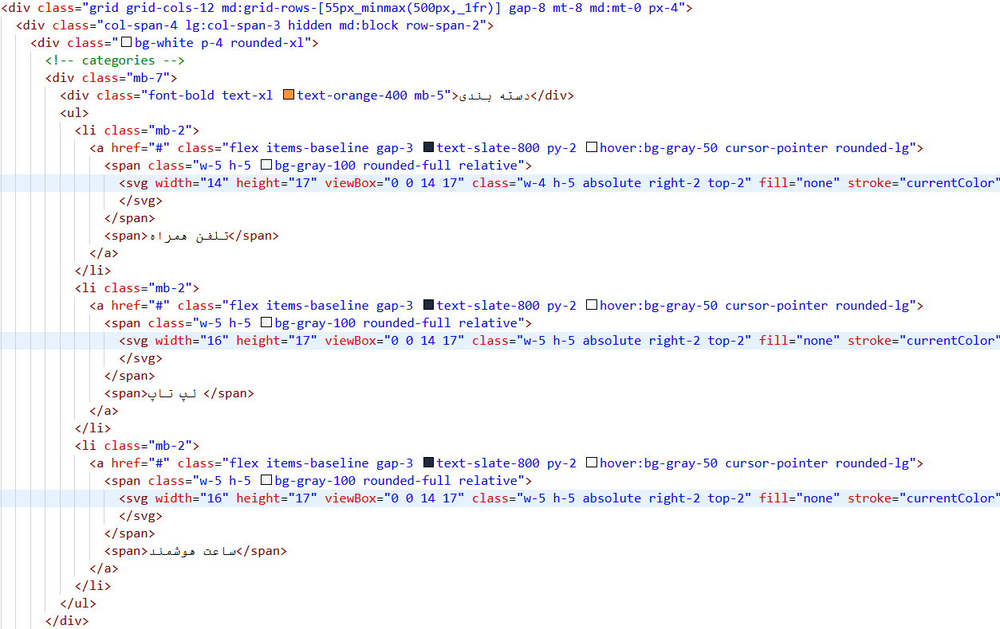 <div class="grid grid-cols-12 md:grid-rows-[55px_minmax(500px,_1fr)] gap-8 mt-8 md:mt-0 px-4">
<div class="col-span-4 lg:col-span-3 hidden md:block row-span-2">
<div class="bg-white p-4 rounded-xl">
<!-- categories -->
<div class="mb-7">
<div class="font-bold text-xl text-orange-400 mb-5">دسته بندی</div>
<ul>
<li class="mb-2">
<a href="#" class="flex items-baseline gap-3 text-slate-800 py-2 hover:bg-gray-50 cursor-pointer rounded-lg">
<span class="w-5 h-5 bg-gray-100 rounded-full relative">
<svg width="14" height="17" viewBox="0 0 14 17" class="w-4 h-5 absolute right-2 top-2" fill="none" stroke="currentColor"
</svg>
</span>
<span>تلفن همراه</span>
</a>
</li>
<li class="mb-2">
<a href="#" class="flex items-baseline gap-3 text-slate-800 py-2 hover:bg-gray-50 cursor-pointer rounded-lg">
<span class="w-5 h-5 bg-gray-100 rounded-full relative">
<svg width="16" height="17" viewBox="0 0 14 17" class="w-5 h-5 absolute right-2 top-2" fill="none" stroke="currentColor"
</svg>
</span>
<span>لپ تاپ </span>
</a>
</li>
<li class="mb-2">
<a href="#" class="flex items-baseline gap-3 text-slate-800 py-2 hover:bg-gray-50 cursor-pointer rounded-lg">
<span class="w-5 h-5 bg-gray-100 rounded-full relative">
<svg width="16" height="17" viewBox="0 0 14 17" class="w-5 h-5 absolute right-2 top-2" fill="none" stroke="currentColor"
</svg>
</span>
<span>ساعت هوشمند</span>
</a>
</li>
</ul>
</div>